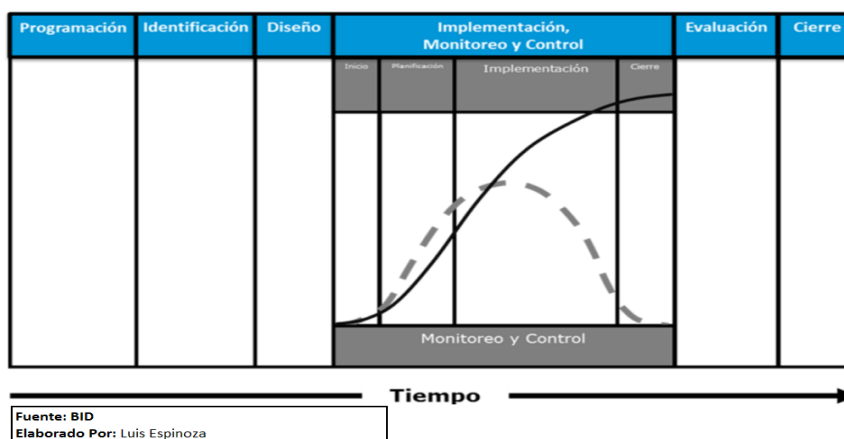 Programación Identificación Diseño Implementación, Evaluación Cierre
Monitoreo y Control
Inicio Planificación Implementación Cierre
Monitoreo y Control
Tiempo
Fuente: BID
Elaborado Por: Luis Espinoza